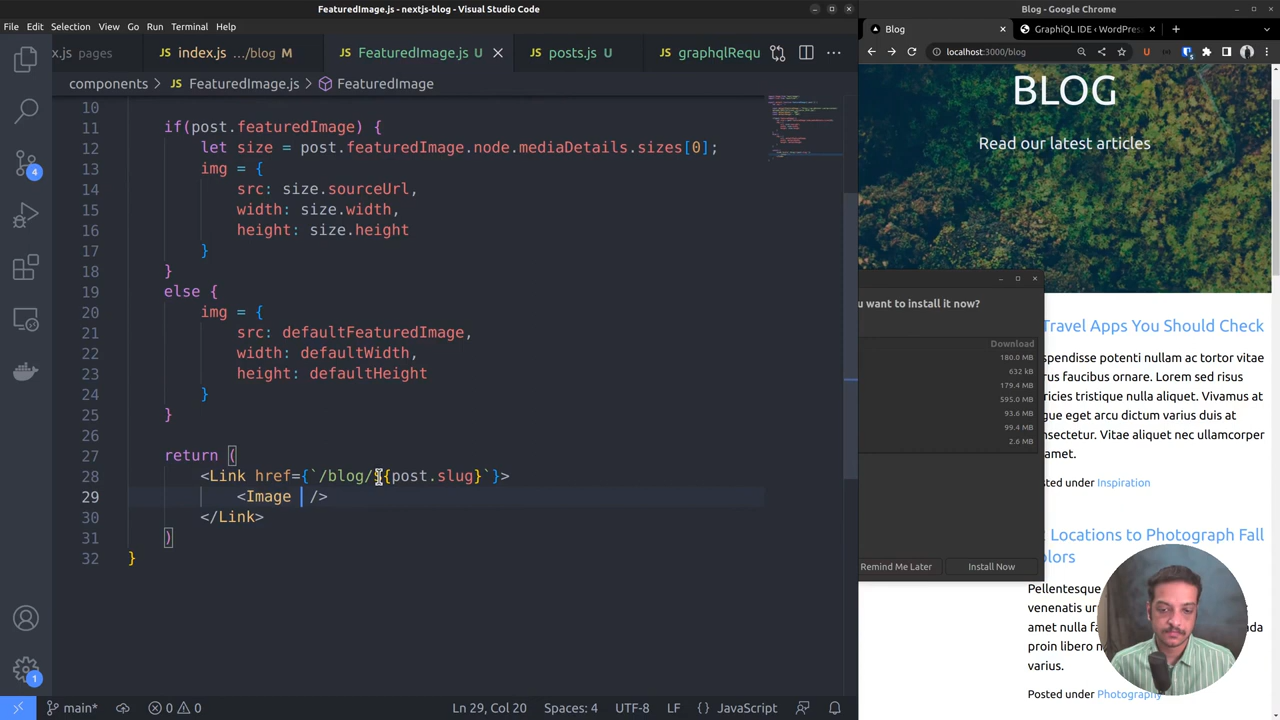 FeaturedImage.js - nextjs-blog - Visual Studio Code
File Edit Selection View Go Run Terminal Help
x.js pages
index.js .../blog M
FeaturedImage.js U
posts.js U
graphqlRequ
components > JS FeaturedImage.js > FeaturedImage
10
11 if(post.featuredImage) {
12 let size = post.featuredImage.node.mediaDetails.sizes[0];
13 img = {
14 src: size.sourceUrl,
15 width: size.width,
16 height: size.height
17 }
18 }
19 else {
20 img = {
21 src: defaultFeaturedImage,
22 width: defaultWidth,
23 height: defaultHeight
24 }
25 }
26
27 return (
28 <Link href={`/blog/${post.slug}`}>
29 <Image />
30 </Link>
31 )
32 }
4
1
main*
0 0
Ln 29, Col 20 Spaces: 4 UTF-8 LF {} JavaScript
Blog - Google Chrome
Blog
GraphiQL IDE ‹ WordPres
localhost:3000/blog
BLOG
Read our latest articles
u want to install it now?
Download
180.0 MB
632 kB
179.4 MB
595.0 MB
93.6 MB
99.4 MB
2.6 MB
Remind Me Later Install Now
Travel Apps You Should Check
spendisse potenti nullam ac tortor vitae
rus faucibus ornare. Lorem sed risus
ricies tristique nulla aliquet. Vivamus at
gue eget arcu dictum varius duis at
amet.
sted under Inspiration
Locations to Photograph Fall
olors
Pellentesque
venenatis ur
amet nulla fa
proin libero n
varius.
Posted under Photography